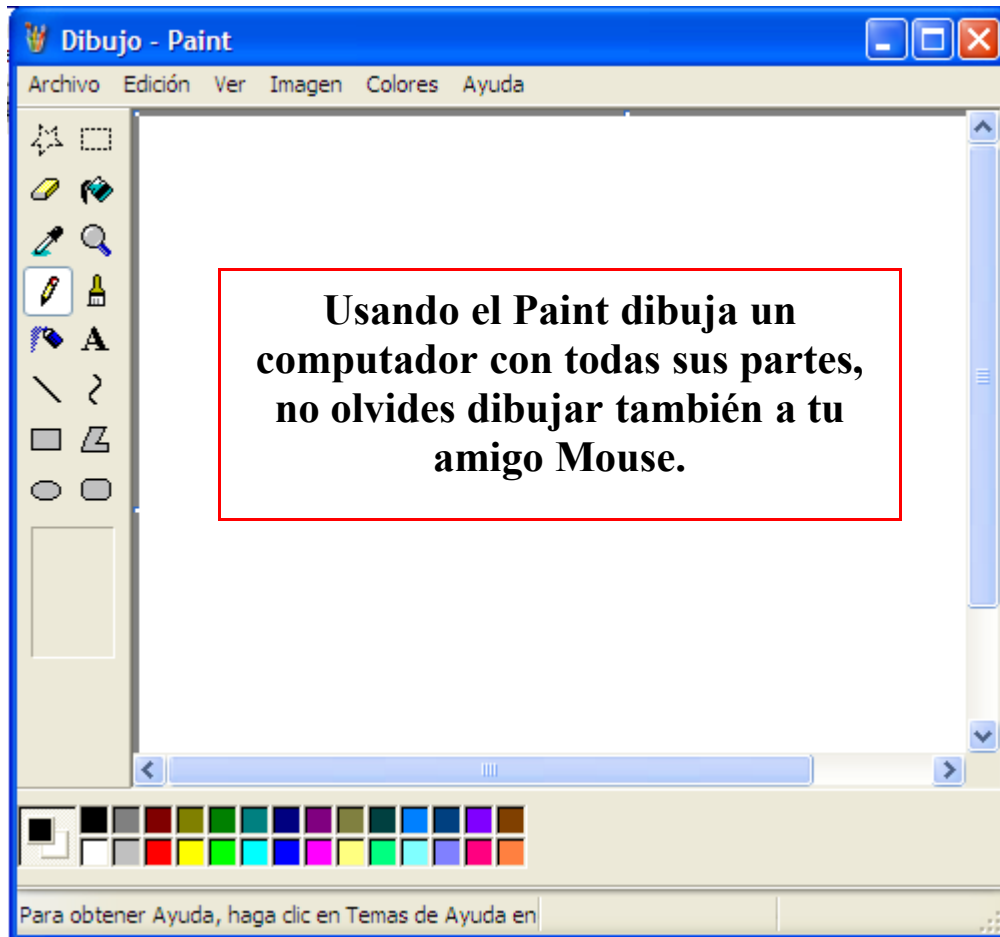 Dibujo - Paint
Archivo Edición Ver Imagen Colores Ayuda
A
Usando el Paint dibuja un
computador con todas sus partes,
no olvides dibujar también a tu
amigo Mouse.
Para obtener Ayuda, haga clic en Temas de Ayuda en